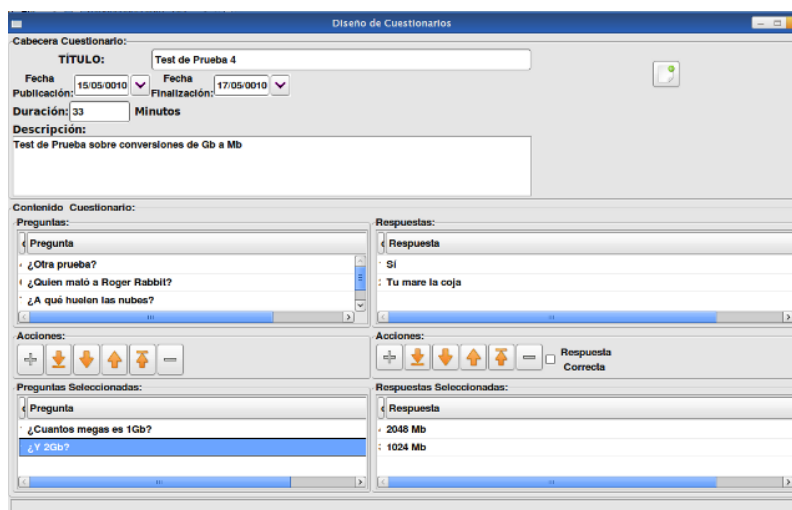 Diseño de Cuestionarios
Cabecera Cuestionario:
TÍTULO: Test de Prueba 4
Fecha Publicación: 15/05/0010 Fecha Finalización: 17/05/0010
Duración: 33 Minutos
Descripción:
Test de Prueba sobre conversiones de Gb a Mb
Contenido Cuestionario:
Preguntas:
Pregunta
¿Otra prueba?
¿Quien mató a Roger Rabbit?
¿A qué huelen las nubes?
Respuestas:
Respuesta
Sí
Tu mare la coja
Acciones:
Acciones:
Respuesta
Correcta
Preguntas Seleccionadas:
Pregunta
¿Cuantos megas es 1Gb?
¿Y 2Gb?
Respuestas Seleccionadas:
Respuesta
2048 Mb
1024 Mb